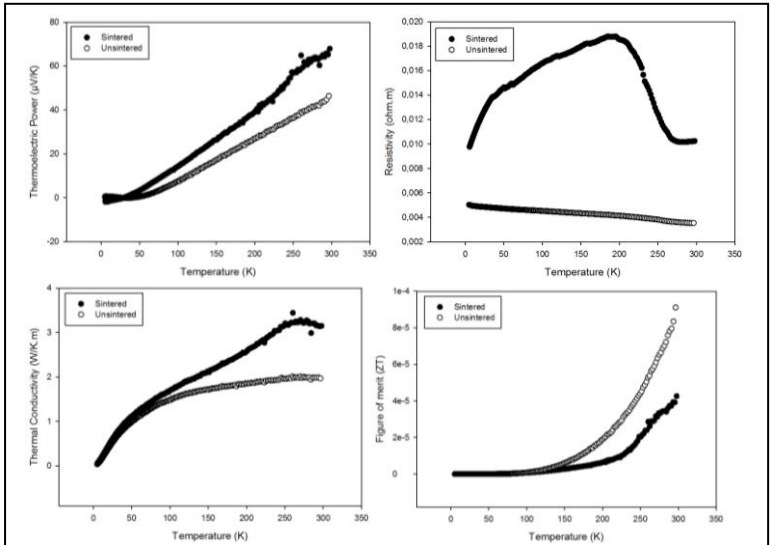 80
60
40
20
0
-20
Thermoelectric Power (µV/K)
Sintered
Unsintered
0 50 100 150 200 250 300 350
Temperature (K)
0,020
0,018
0,016
0,014
0,012
0,010
0,008
0,006
0,004
0,002
Resistivity (ohm.m)
Sintered
Unsintered
0 50 100 150 200 250 300 350
Temperature (K)
4
3
2
1
0
Thermal Conductivity (W/K.m)
Sintered
Unsintered
0 50 100 150 200 250 300 350
Temperature (K)
1e-4
8e-5
6e-5
4e-5
2e-5
0
Figure of merit (ZT)
Sintered
Unsintered
0 50 100 150 200 250 300 350
Temperature (K)